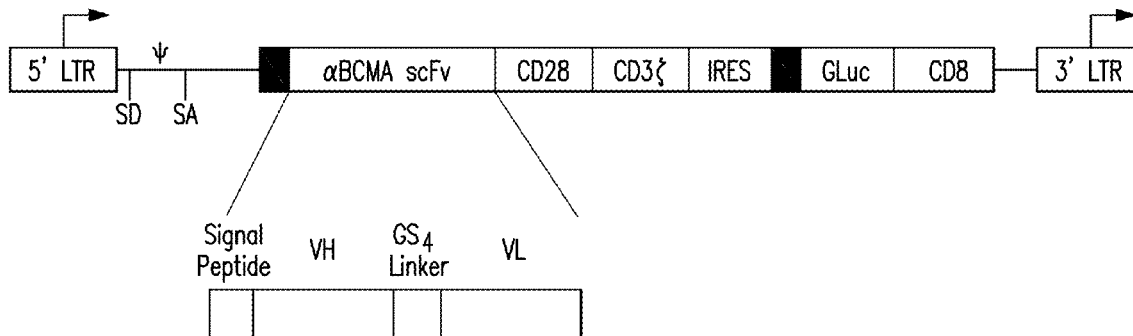 5' LTR
ψ
αBCMA scFv
CD28
CD3ζ
IRES
GLuc
CD8
3' LTR
SD
SA
Signal
Peptide
VH
GS₄
Linker
VL